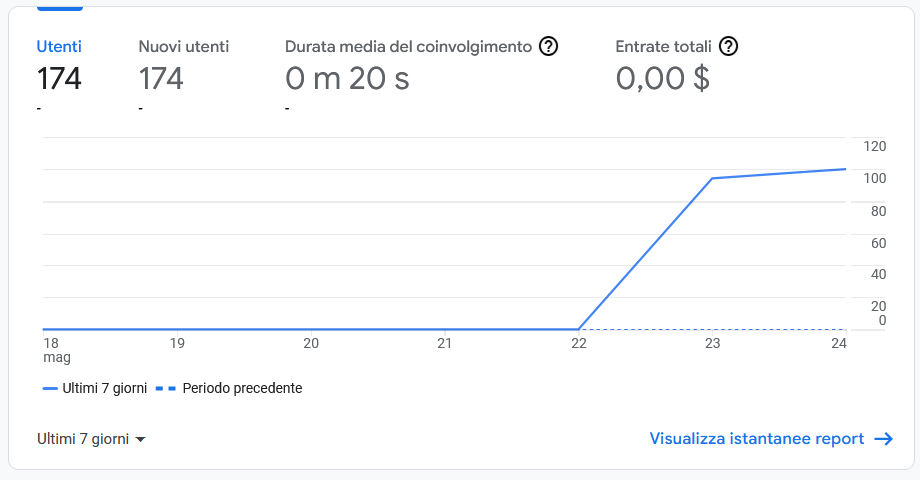 Utenti Nuovi utenti Durata media del coinvolgimento ? Entrate totali ?
174 174 0 m 20 s 0,00 $
- - -
120
100
80
60
40
20
0
18 19 20 21 22 23 24
mag
Ultimi 7 giorni Periodo precedente
Ultimi 7 giorni Visualizza istantanee report